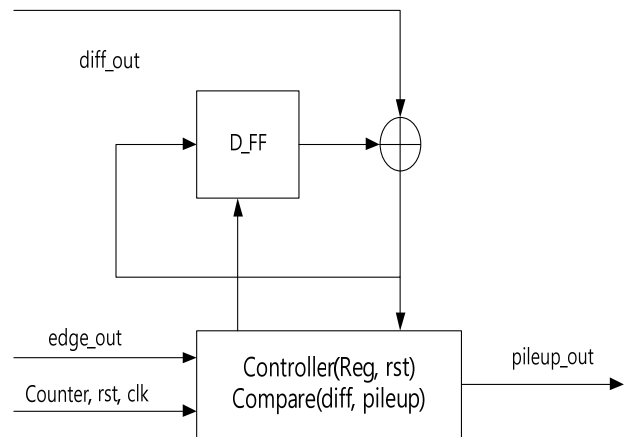 diff_out
D_FF
edge_out
Controller(Reg, rst)
pileup_out
Counter, rst, clk
Compare(diff, pileup)